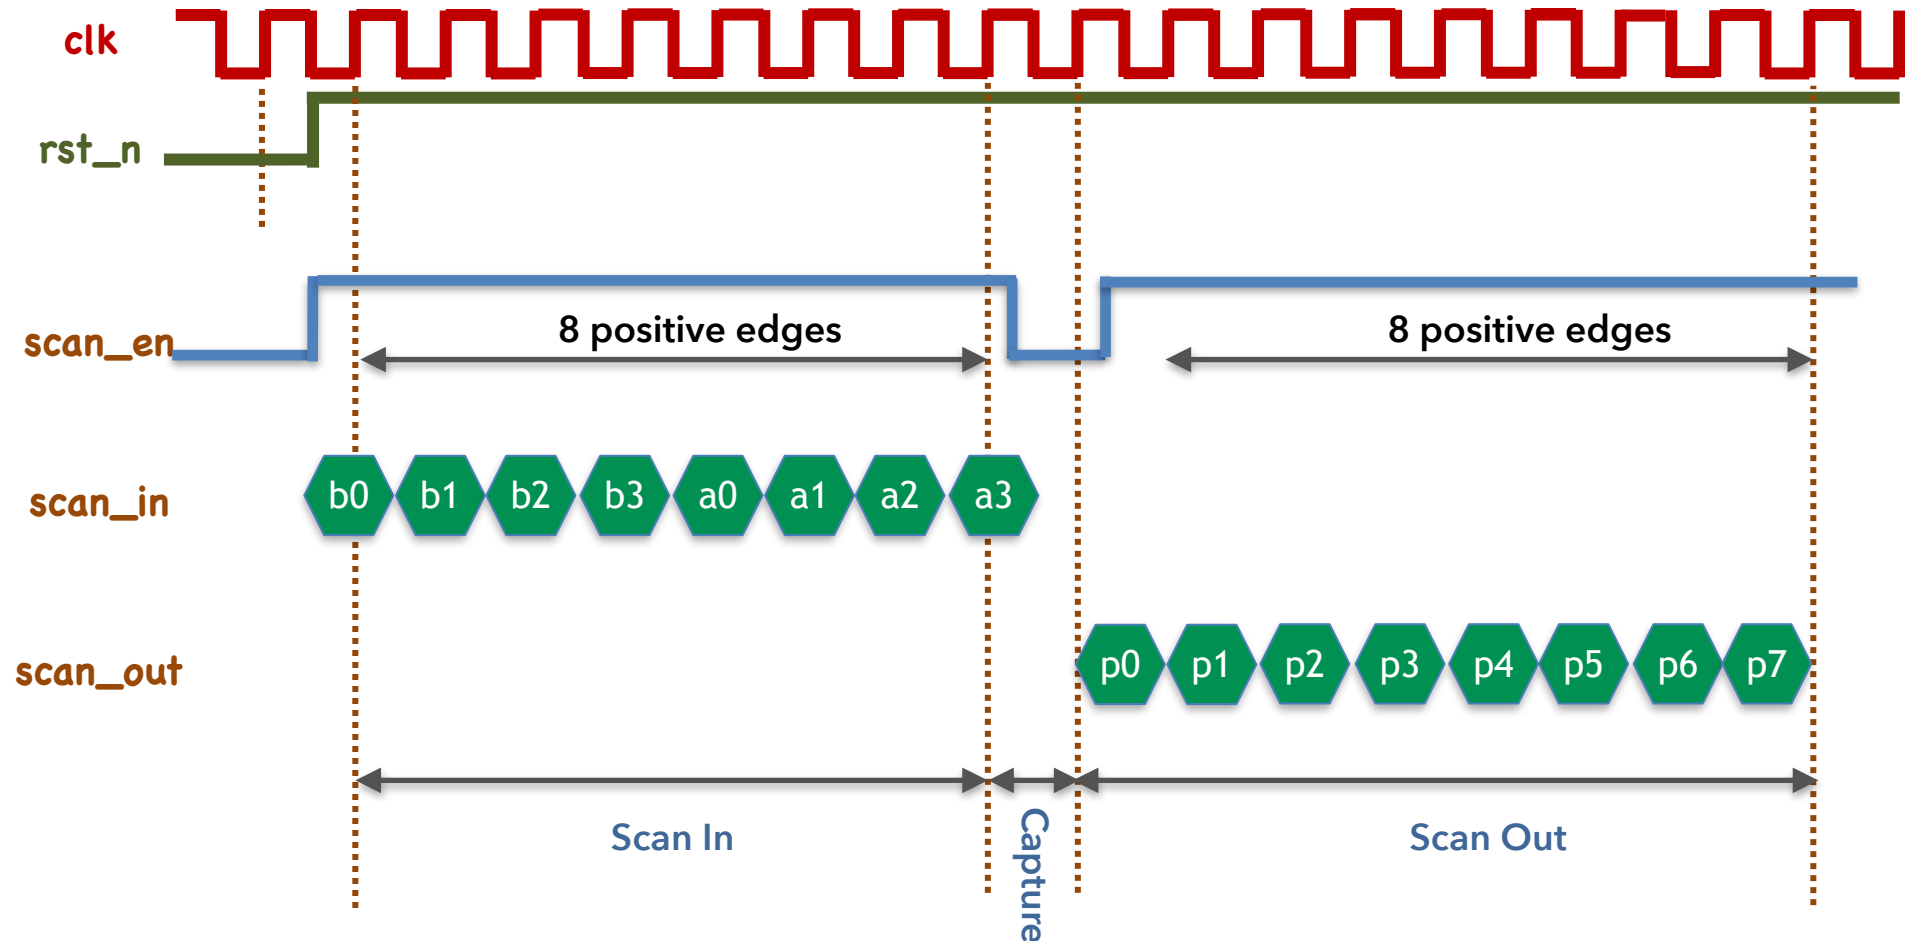 clk
rst_n
scan_en
8 positive edges
8 positive edges
scan_in
b0 b1 b2 b3 a0 a1 a2 a3
scan_out
p0 p1 p2 p3 p4 p5 p6 p7
Scan In
Capture
Scan Out